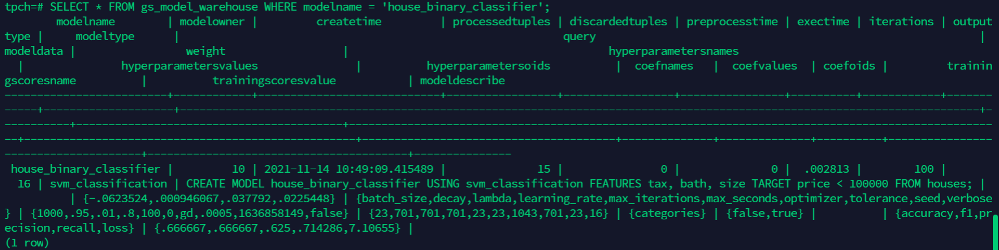 tpch=# SELECT * FROM gs_model_warehouse WHERE modelname = 'house_binary_classifier';
modelname | modelowner | createtime | processedtuples | discardedtuples | preprocesstime | exectime | iterations | output
type | modeltype | query |
modeldata | weight | hyperparametersnames
| hyperparametersvalues | hyperparametersoids | coefnames | coefvalues | coefoids | trainin
gscoresname | trainingscoresvalue | modeldescribe
house_binary_classifier | 10 | 2021-11-14 10:49:09.415489 | 15 | 0 | 0 | .002813 | 100 |
16 | svm_classification | CREATE MODEL house_binary_classifier USING svm_classification FEATURES tax, bath, size TARGET price < 100000 FROM houses; |
| {-.0623524,.000946067,.037792,.0225448} | {batch_size,decay,lambda,learning_rate,max_iterations,max_seconds,optimizer,tolerance,seed,verbose
} | {1000,.95,.01,.8,100,0,gd,.0005,1636858149,false} | {23,701,701,701,23,23,1043,701,23,16} | {categories} | {false,true} | | {accuracy,f1,pr
ecision,recall,loss} | {.666667,.666667,.625,.714286,7.10655} |
(1 row)